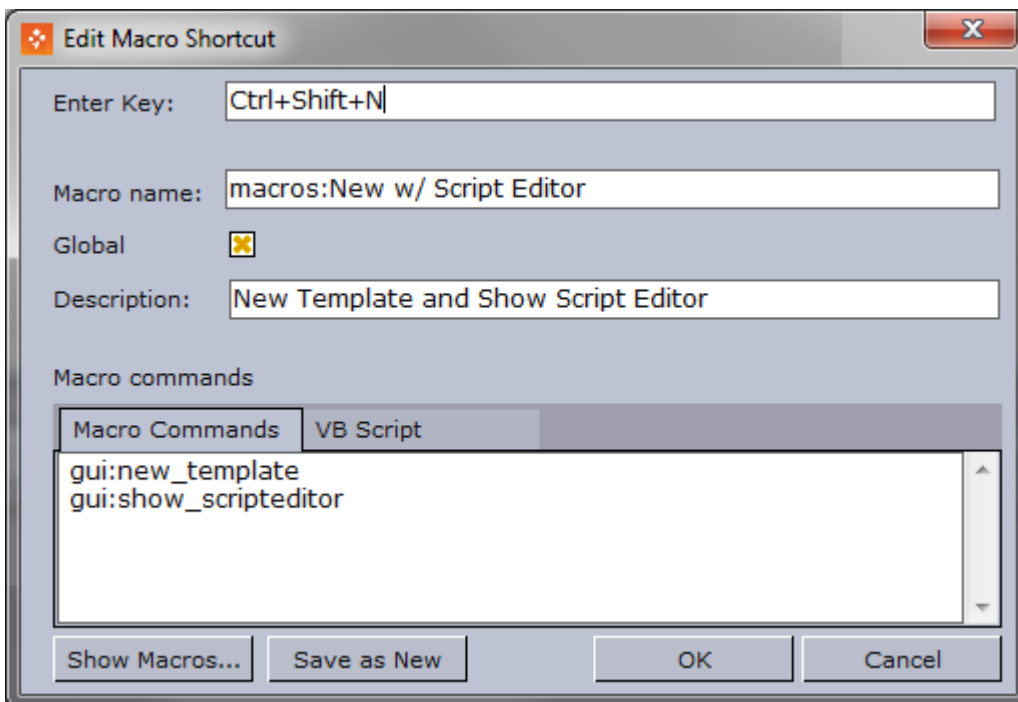 Edit Macro Shortcut
Enter Key: Ctrl+Shift+N
Macro name: macros:New w/ Script Editor
Global
Description: New Template and Show Script Editor
Macro commands
Macro Commands VB Script
gui:new_template
gui:show_scripteditor
Show Macros... Save as New OK Cancel